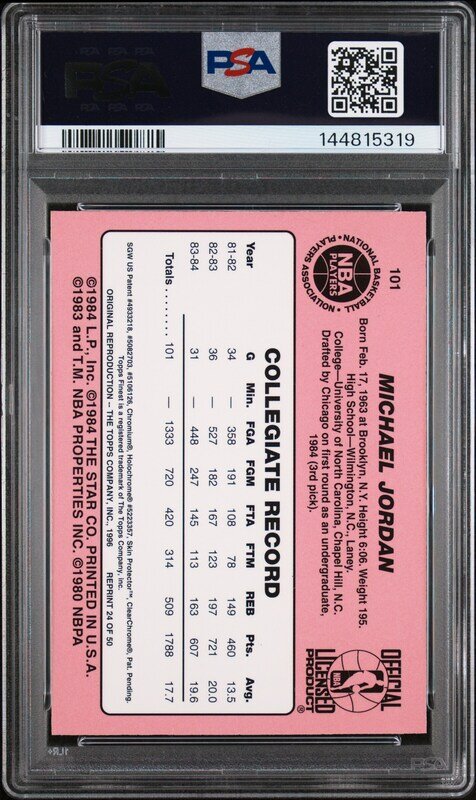 PSA
144815319
101
MICHAEL JORDAN
NATIONAL BASKETBALL
PLAYERS ASSOCIATION
NBA
PLAYERS
Born Feb. 17, 1963 at Brooklyn, N.Y. Height 6:06. Weight 195.
High School—Wilmington, N.C., Laney.
College—University of North Carolina, Chapel Hill, N.C.
Drafted by Chicago on first round as an undergraduate,
1984 (3rd pick).
OFFICIAL
NBA
LICENSED
PRODUCT
COLLEGIATE RECORD
Year G Min. FGA FGM FTA FTM REB Pts. Avg.
81-82 34 — 358 191 108 78 149 460 13.5
82-83 36 — 527 182 167 123 197 721 20.0
83-84 31 — 448 247 145 113 163 607 19.6
Totals ......... 101 — 1333 720 420 314 509 1788 17.7
SGW US Patent #4933218, #5082703, #5106126, Chromium®, Holochrome® #5223357, Skin Protector™, ClearChrome®, Pat. Pending.
Topps Finest is a registered trademark of The Topps Company, Inc.
ORIGINAL REPRODUCTION — THE TOPPS COMPANY, INC., 1996 REPRINT 24 OF 50
©1984 L.P., Inc. ©1984 THE STAR CO. PRINTED IN U.S.A.
©1983 and T.M. NBA PROPERTIES INC. ©1980 NBPA
PSA